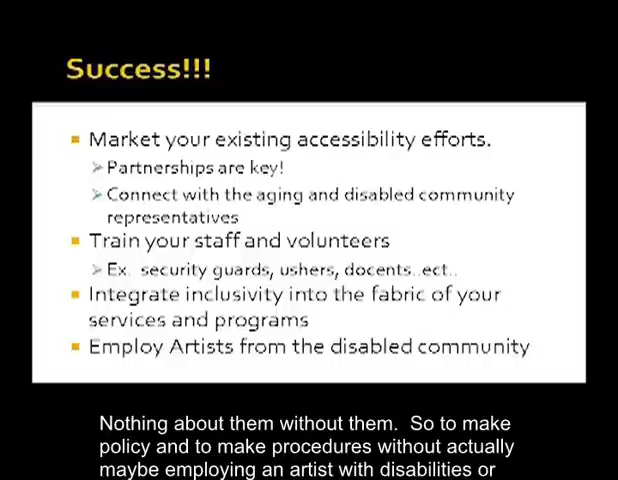 Success!!!
Market your existing accessibility efforts.
Partnerships are key!
Connect with the aging and disabled community
representatives
Train your staff and volunteers
Ex. security guards, ushers, docents..ect..
Integrate inclusivity into the fabric of your
services and programs
Employ Artists from the disabled community
Nothing about them without them. So to make
policy and to make procedures without actually
maybe employing an artist with disabilities or